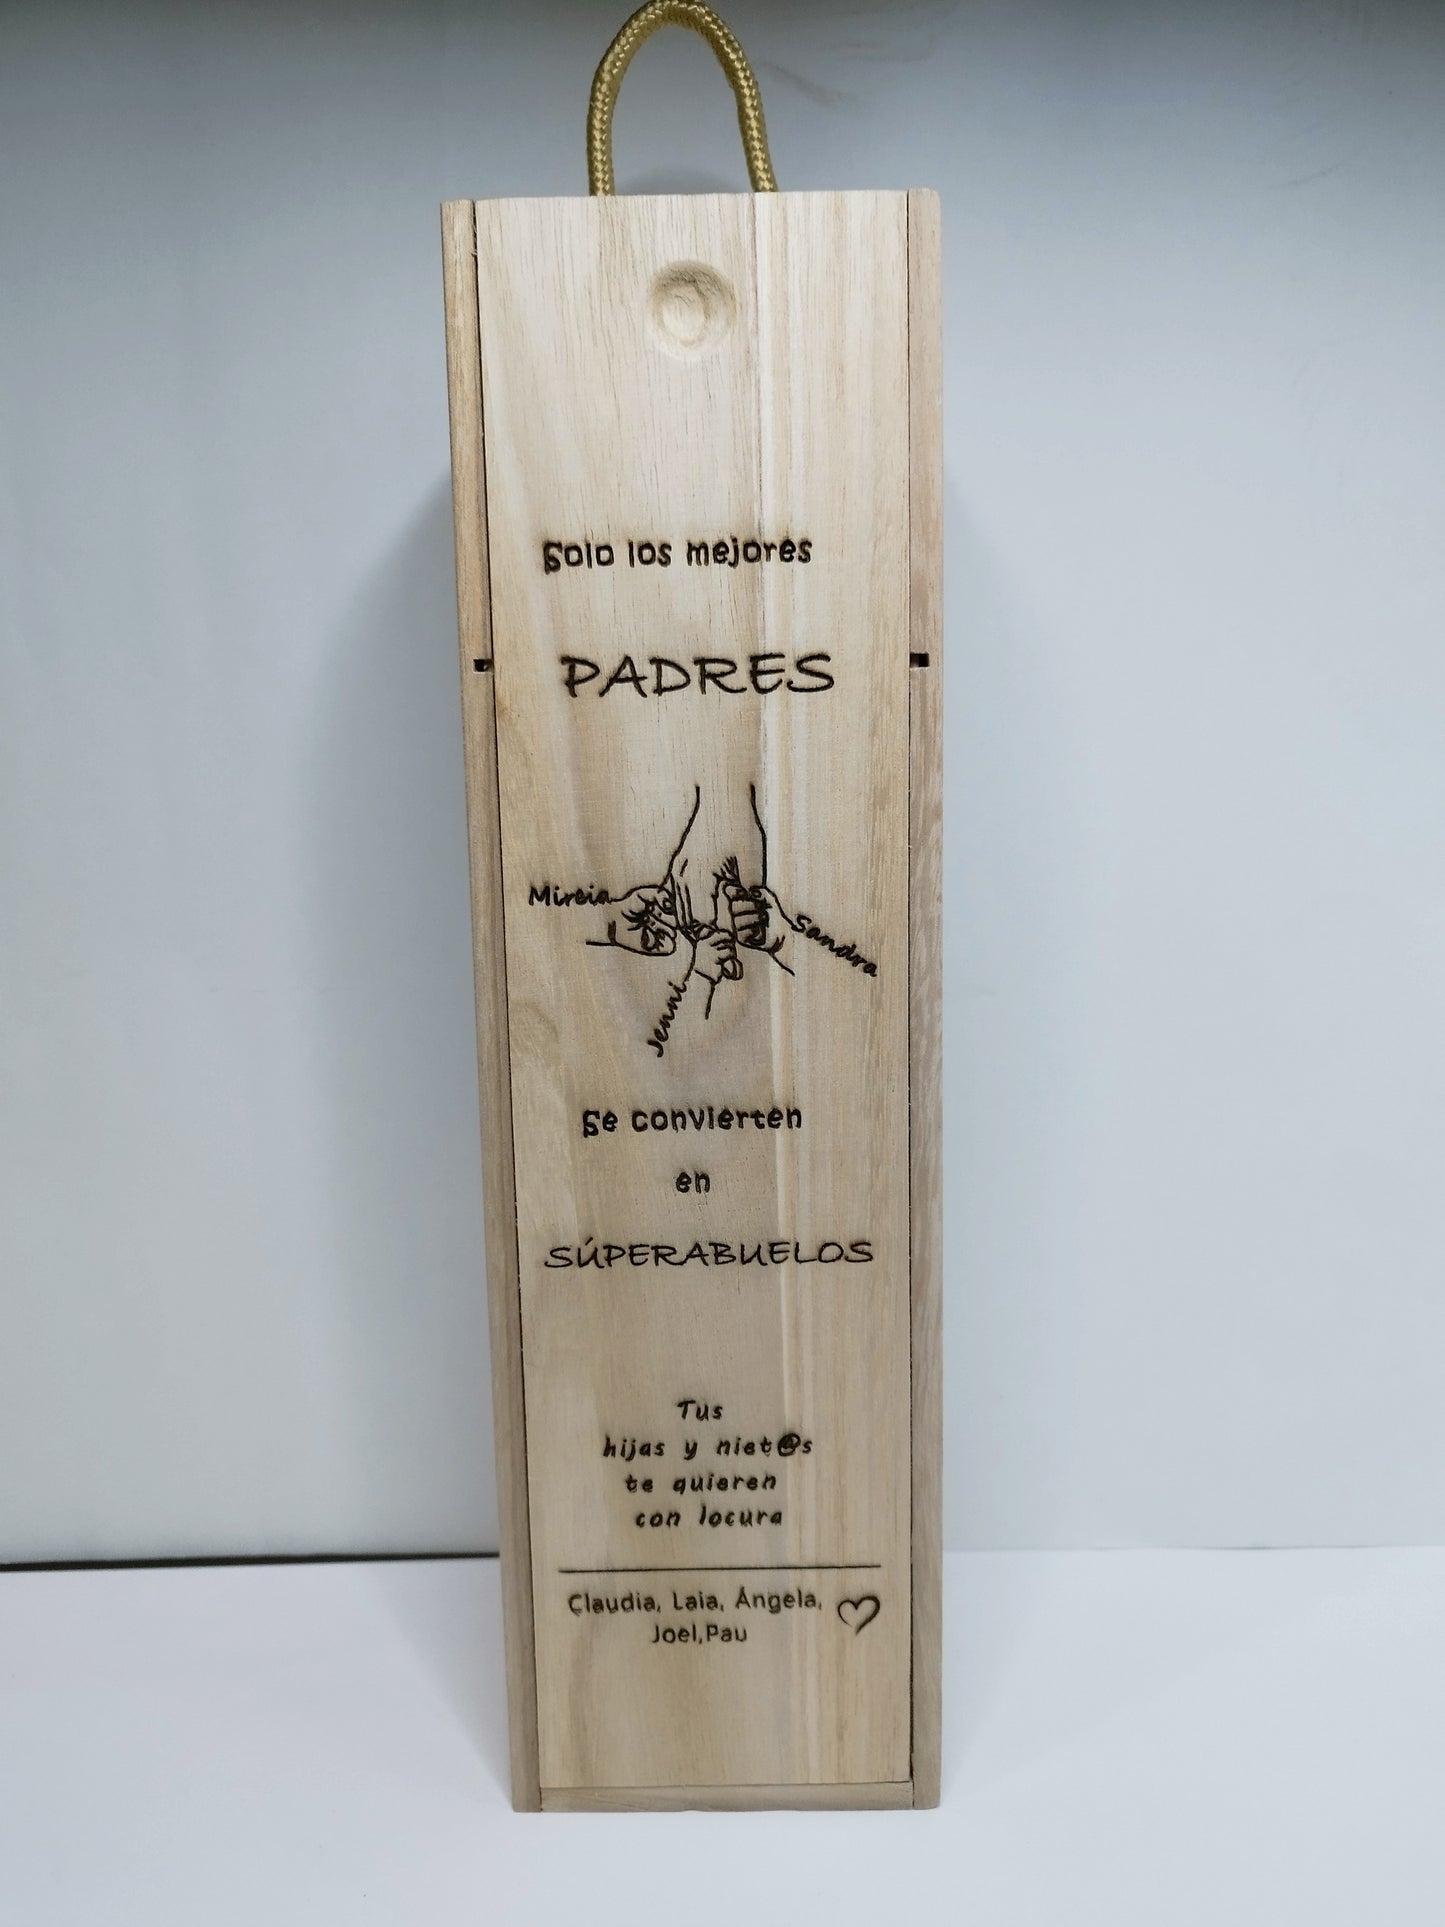 Solo los mejores
PADRES
Mireia
Sandra
Jenni
Se convierten
en
SÚPERABUELOS
Tus
hijas y niet@s
te quieren
con locura
Claudia, Laia, Ángela,
Joel,Pau